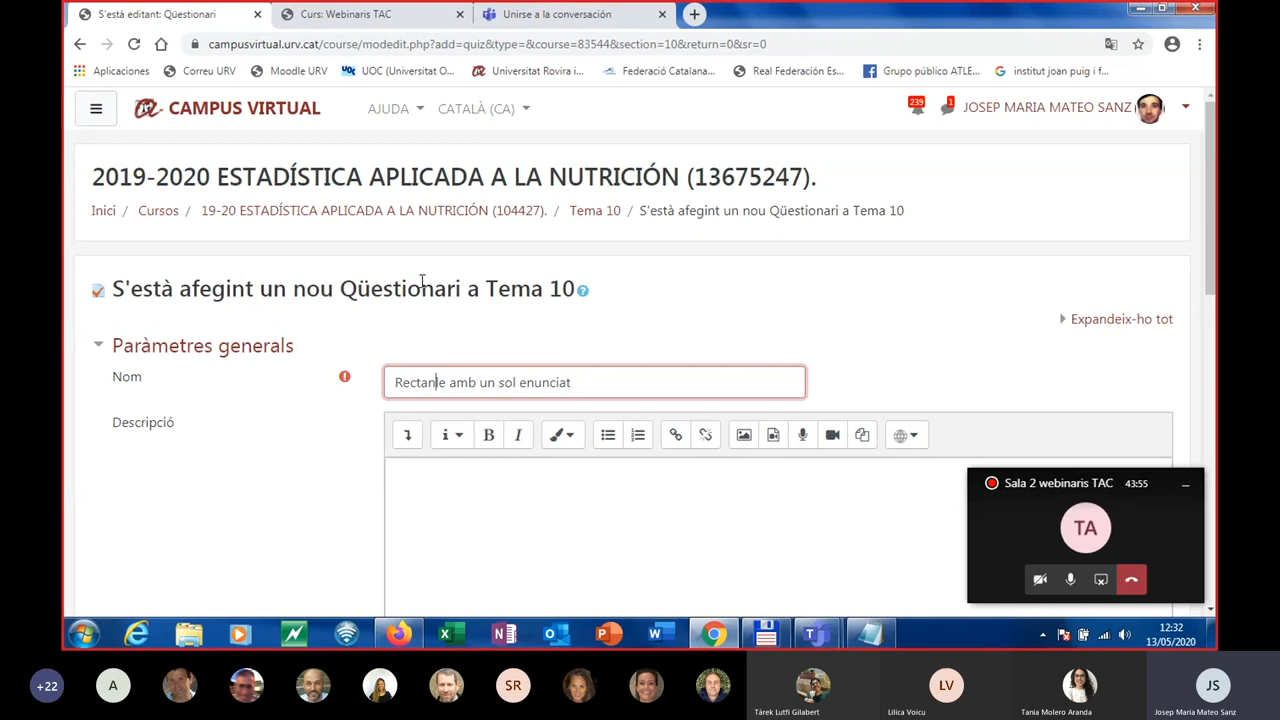 S'està editant: Qüestionari
Curs: Webinaris TAC
Unirse a la conversación
campusvirtual.urv.cat/course/modedit.php?add=quiz&type=&course=83544&section=10&return=0&sr=0
Aplicaciones
Correu URV
Moodle URV
UOC (Universitat O...
Universitat Rovira i...
Federació Catalana...
Real Federación Es...
Grupo público ATLE...
institut joan puig i f...
CAMPUS VIRTUAL
AJUDA
CATALÀ (CA)
239
1
JOSEP MARIA MATEO SANZ
2019-2020 ESTADÍSTICA APLICADA A LA NUTRICIÓN (13675247).
Inici / Cursos / 19-20 ESTADÍSTICA APLICADA A LA NUTRICIÓN (104427). / Tema 10 / S'està afegint un nou Qüestionari a Tema 10
S'està afegint un nou Qüestionari a Tema 10
Expandeix-ho tot
Paràmetres generals
Nom
Rectanle amb un sol enunciat
Descripció
Sala 2 webinaris TAC 43:55
TA
12:32
13/05/2020
+22
A
SR
LV
JS
Tàrek Lutfi Gilabert
Lilica Voicu
Tania Molero Aranda
Josep Maria Mateo Sanz